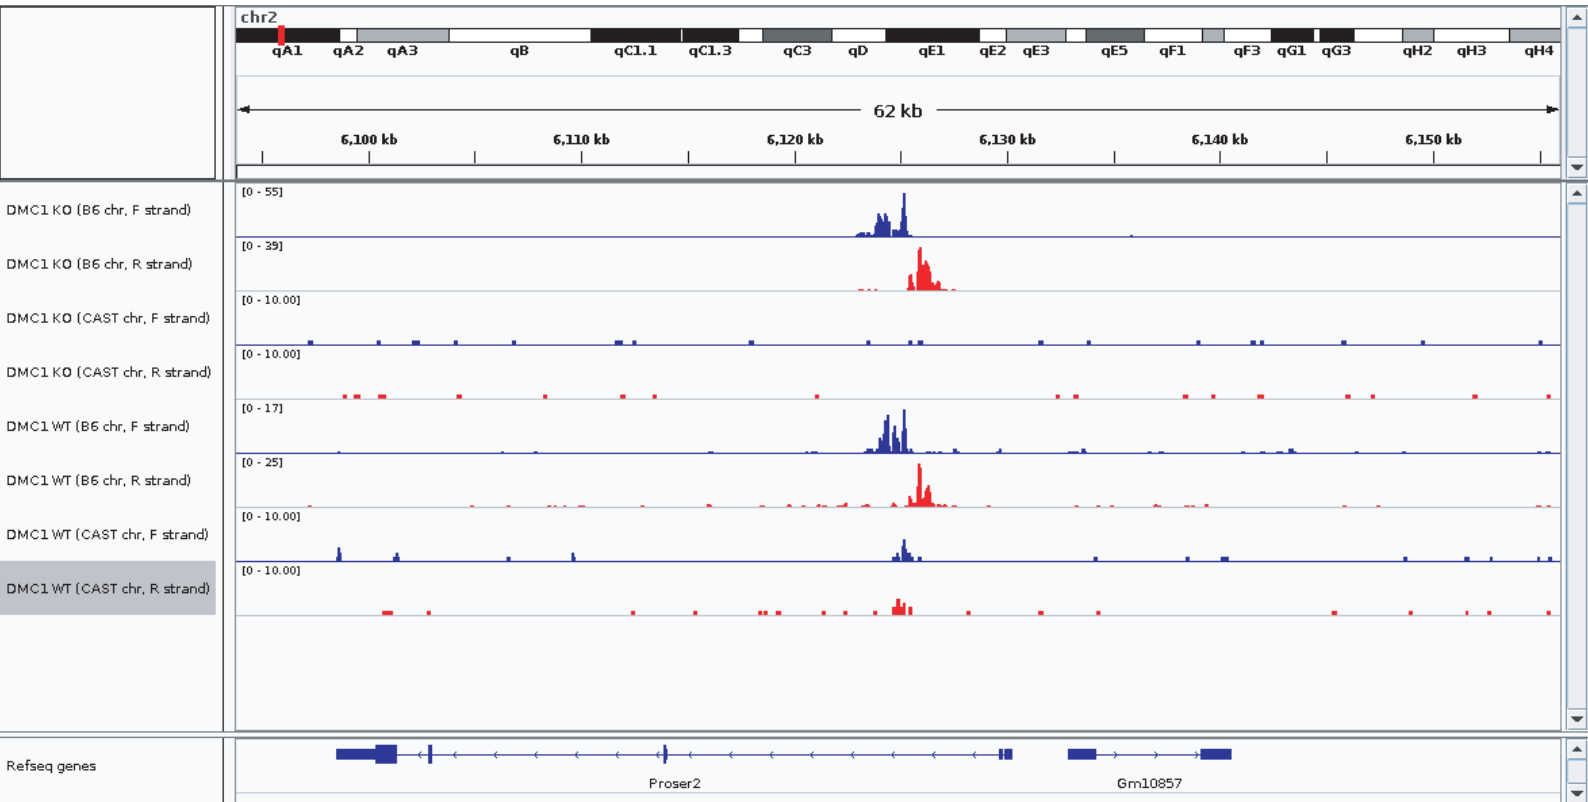 chr2
qA1 qA2 qA3 qB qC1.1 qC1.3 qC3 qD qE1 qE2 qE3 qE5 qF1 qF3 qG1 qG3 qH2 qH3 qH4
62 kb
6,100 kb 6,110 kb 6,120 kb 6,130 kb 6,140 kb 6,150 kb
[0 - 55]
DMC1 KO (B6 chr, F strand)
[0 - 39]
DMC1 KO (B6 chr, R strand)
[0 - 10.00]
DMC1 KO (CAST chr, F strand)
[0 - 10.00]
DMC1 KO (CAST chr, R strand)
[0 - 17]
DMC1 WT (B6 chr, F strand)
[0 - 25]
DMC1 WT (B6 chr, R strand)
[0 - 10.00]
DMC1 WT (CAST chr, F strand)
[0 - 10.00]
DMC1 WT (CAST chr, R strand)
Refseq genes
Proser2 Gm10857